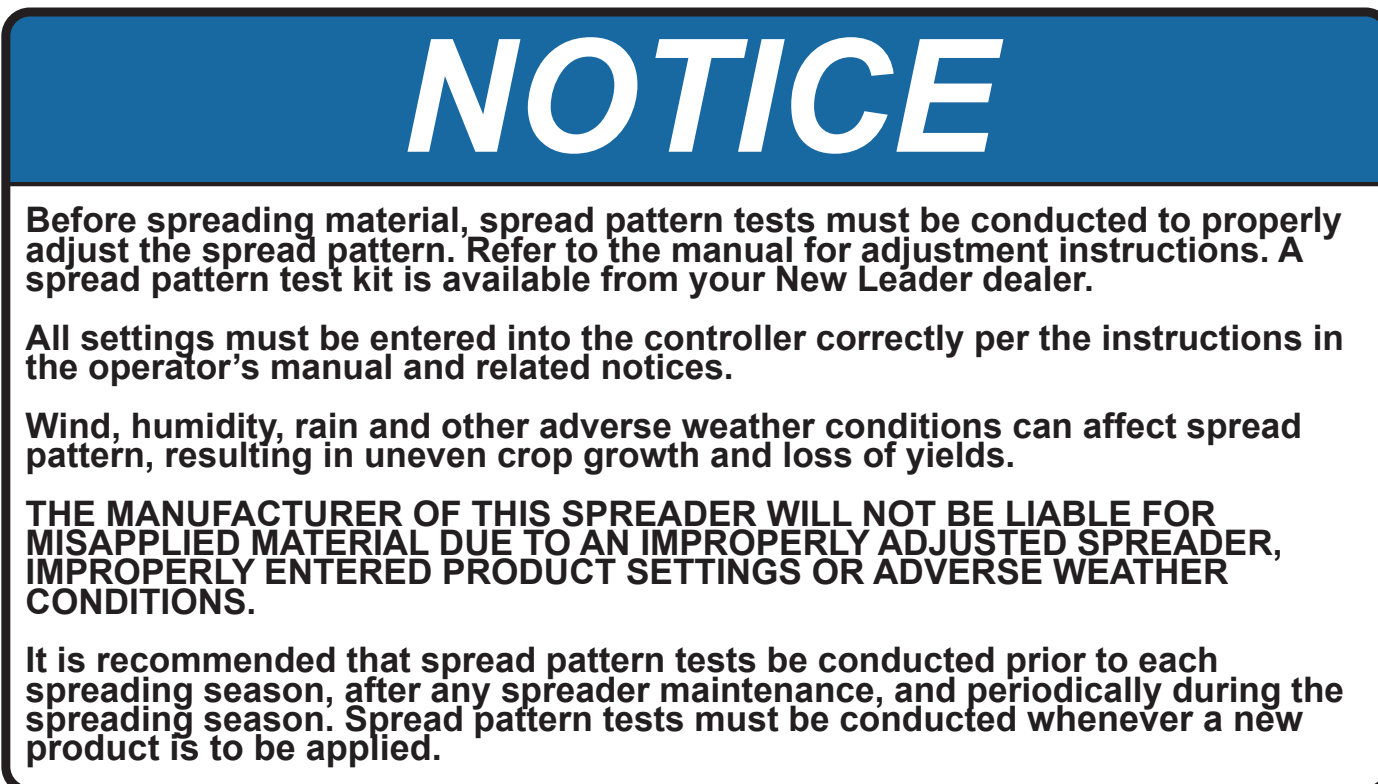 NOTICE
Before spreading material, spread pattern tests must be conducted to properly
adjust the spread pattern. Refer to the manual for adjustment instructions. A
spread pattern test kit is available from your New Leader dealer.
All settings must be entered into the controller correctly per the instructions in
the operator’s manual and related notices.
Wind, humidity, rain and other adverse weather conditions can affect spread
pattern, resulting in uneven crop growth and loss of yields.
THE MANUFACTURER OF THIS SPREADER WILL NOT BE LIABLE FOR
MISAPPLIED MATERIAL DUE TO AN IMPROPERLY ADJUSTED SPREADER,
IMPROPERLY ENTERED PRODUCT SETTINGS OR ADVERSE WEATHER
CONDITIONS.
It is recommended that spread pattern tests be conducted prior to each
spreading season, after any spreader maintenance, and periodically during the
spreading season. Spread pattern tests must be conducted whenever a new
product is to be applied.